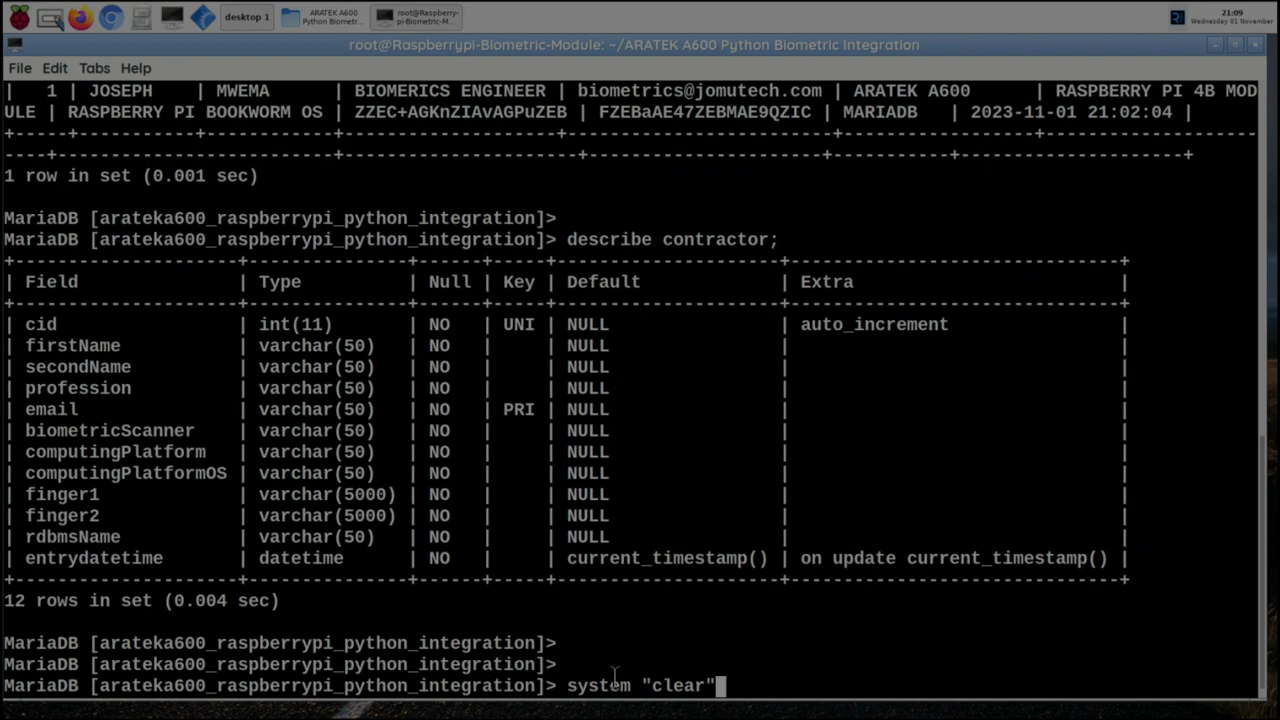 desktop 1
ARATEK A600
Python Biometr...
root@Raspberry-
pi-Biometric-M...
21:09
Wednesday 01 November
root@Raspberrypi-Biometric-Module: ~/ARATEK A600 Python Biometric Integration
File Edit Tabs Help
| 1 | JOSEPH | MWEMA | BIOMERICS ENGINEER | biometrics@jomutech.com | ARATEK A600 | RASPBERRY PI 4B MOD
ULE | RASPBERRY PI BOOKWORM OS | ZZEC+AGKnZIAvAGPuZEB | FZEBaAE47ZEBMAE9QZIC | MARIADB | 2023-11-01 21:02:04 |
+-----+-----------+------------+--------------------+-------------------------+----------------+--------------------
----+--------------------------+----------------------+----------------------+----------+---------------------+
1 row in set (0.001 sec)
MariaDB [arateka600_raspberrypi_python_integration]>
MariaDB [arateka600_raspberrypi_python_integration]> describe contractor;
+---------------------+---------------+------+-----+---------------------+-------------------------------+
| Field | Type | Null | Key | Default | Extra |
+---------------------+---------------+------+-----+---------------------+-------------------------------+
| cid | int(11) | NO | UNI | NULL | auto_increment |
| firstName | varchar(50) | NO | | NULL | |
| secondName | varchar(50) | NO | | NULL | |
| profession | varchar(50) | NO | | NULL | |
| email | varchar(50) | NO | PRI | NULL | |
| biometricScanner | varchar(50) | NO | | NULL | |
| computingPlatform | varchar(50) | NO | | NULL | |
| computingPlatformOS | varchar(50) | NO | | NULL | |
| finger1 | varchar(5000) | NO | | NULL | |
| finger2 | varchar(5000) | NO | | NULL | |
| rdbmsName | varchar(50) | NO | | NULL | |
| entrydatetime | datetime | NO | | current_timestamp() | on update current_timestamp() |
+---------------------+---------------+------+-----+---------------------+-------------------------------+
12 rows in set (0.004 sec)
MariaDB [arateka600_raspberrypi_python_integration]>
MariaDB [arateka600_raspberrypi_python_integration]>
MariaDB [arateka600_raspberrypi_python_integration]> system "clear"